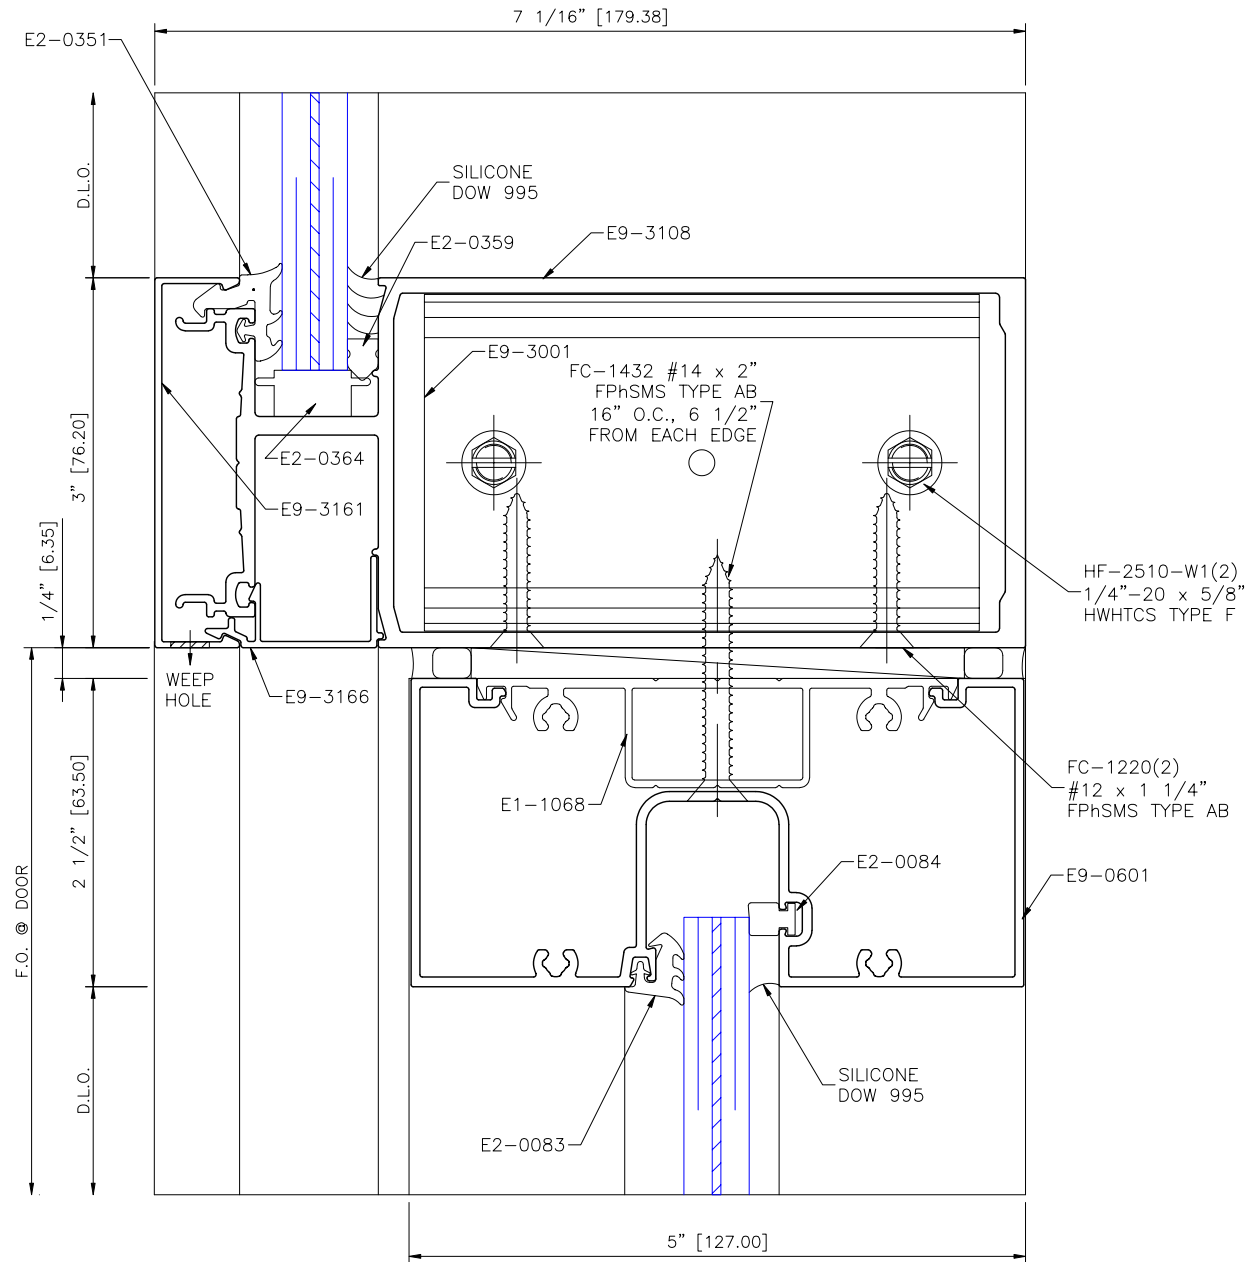 7 1/16” [179.38]
E2-0351
D.L.O.
SILICONE
DOW 995
E2-0359
E9-3108
E9-3001
FC-1432 #14 x 2”
FPhSMS TYPE AB
16” O.C., 6 1/2”
FROM EACH EDGE
3” [76.20]
E2-0364
E9-3161
1/4” [6.35]
HF-2510-W1(2)
1/4”-20 x 5/8”
HWHTCS TYPE F
WEEP
HOLE
E9-3166
FC-1220(2)
#12 x 1 1/4”
FPhSMS TYPE AB
E1-1068
2 1/2” [63.50]
E2-0084
E9-0601
F.O. @ DOOR
D.L.O.
SILICONE
DOW 995
E2-0083
5” [127.00]